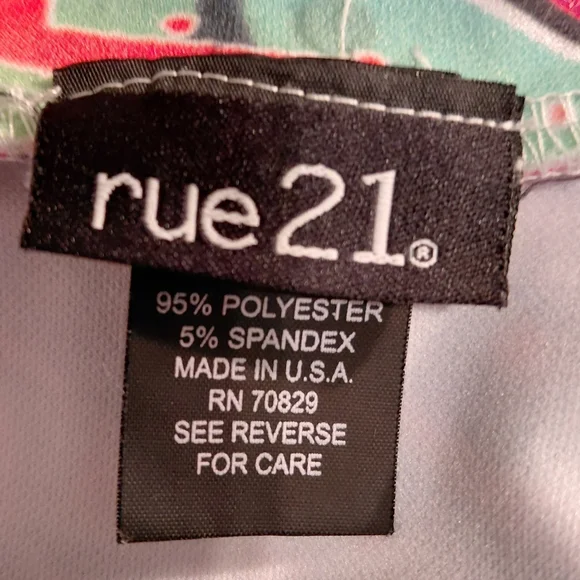 rue21®
95% POLYESTER
5% SPANDEX
MADE IN U.S.A.
RN 70829
SEE REVERSE
FOR CARE